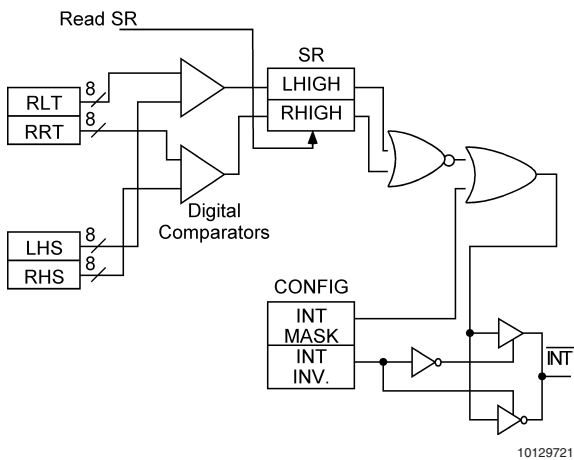 Read SR
SR
8
RLT
LHIGH
8
RRT
RHIGH
Digital
Comparators
8
LHS
8
RHS
CONFIG
INT
MASK
INT
INV.
INT
10129721